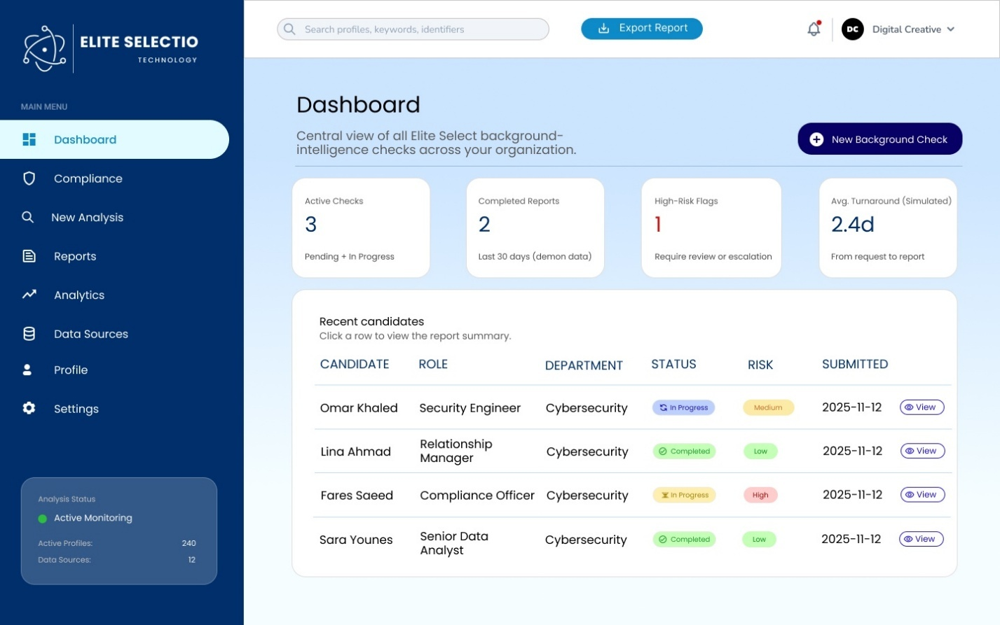 ELITE SELECTIO
TECHNOLOGY
MAIN MENU
Dashboard
Compliance
New Analysis
Reports
Analytics
Data Sources
Profile
Settings
Analysis Status
Active Monitoring
Active Profiles: 240
Data Sources: 12
Search profiles, keywords, identifiers
Export Report
DC Digital Creative
Dashboard
Central view of all Elite Select background-
intelligence checks across your organization.
New Background Check
Active Checks
3
Pending + In Progress
Completed Reports
2
Last 30 days (demon data)
High-Risk Flags
1
Require review or escalation
Avg. Turnaround (Simulated)
2.4d
From request to report
Recent candidates
Click a row to view the report summary.
CANDIDATE ROLE DEPARTMENT STATUS RISK SUBMITTED
Omar Khaled Security Engineer Cybersecurity In Progress Medium 2025-11-12 View
Lina Ahmad Relationship Manager Cybersecurity Completed Low 2025-11-12 View
Fares Saeed Compliance Officer Cybersecurity In Progress High 2025-11-12 View
Sara Younes Senior Data Analyst Cybersecurity Completed Low 2025-11-12 View